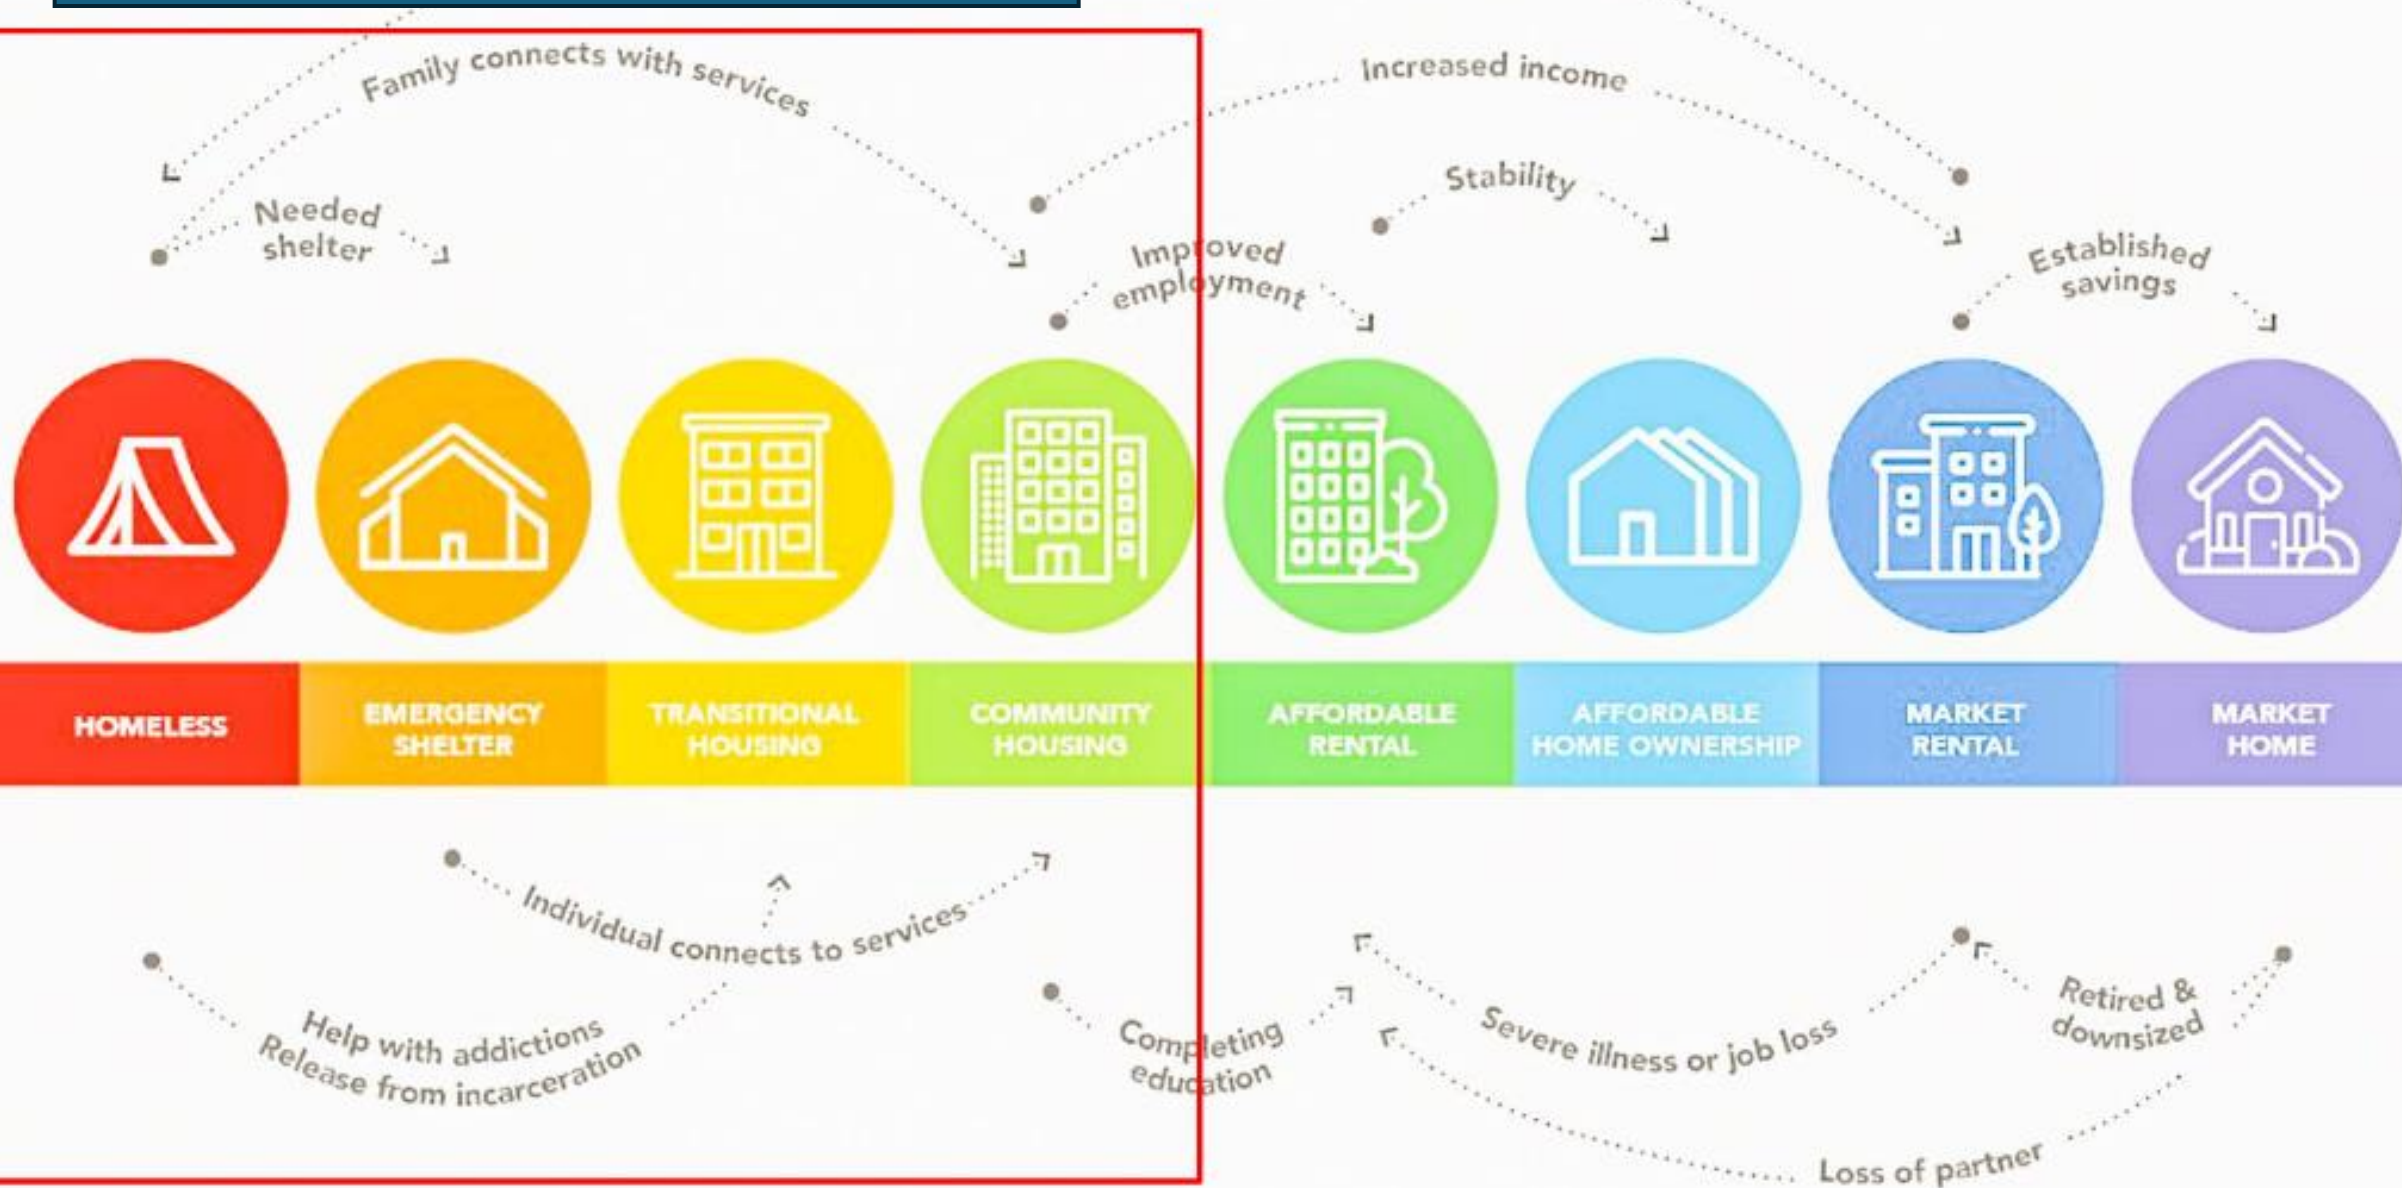 Family connects with services
Increased income
Stability
Needed
shelter
Improved
employment
Established
savings
HOMELESS
EMERGENCY
SHELTER
TRANSITIONAL
HOUSING
COMMUNITY
HOUSING
AFFORDABLE
RENTAL
AFFORDABLE
HOME OWNERSHIP
MARKET
RENTAL
MARKET
HOME
Individual connects to services
Help with addictions
Release from incarceration
Completing
education
Severe illness or job loss
Retired &
downsized
Loss of partner